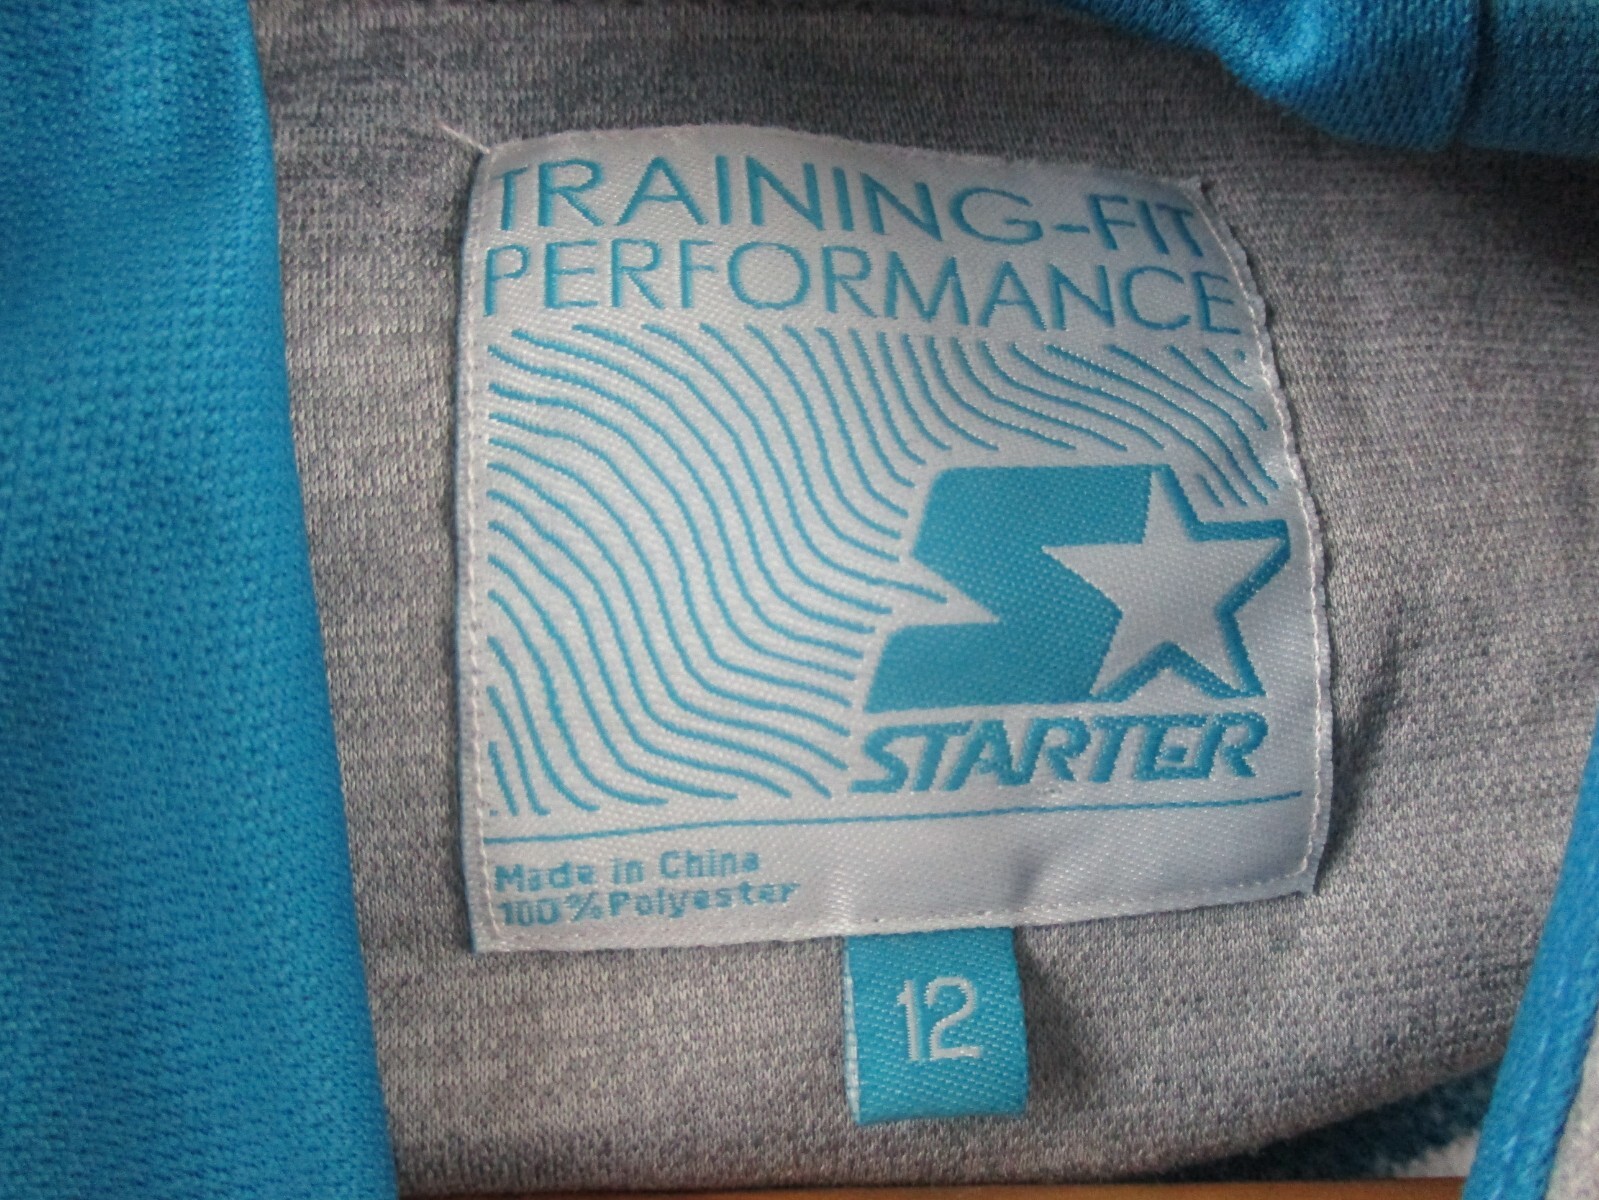 TRAINING-FIT
PERFORMANCE
STARTER
Made in China
100% Polyester
12